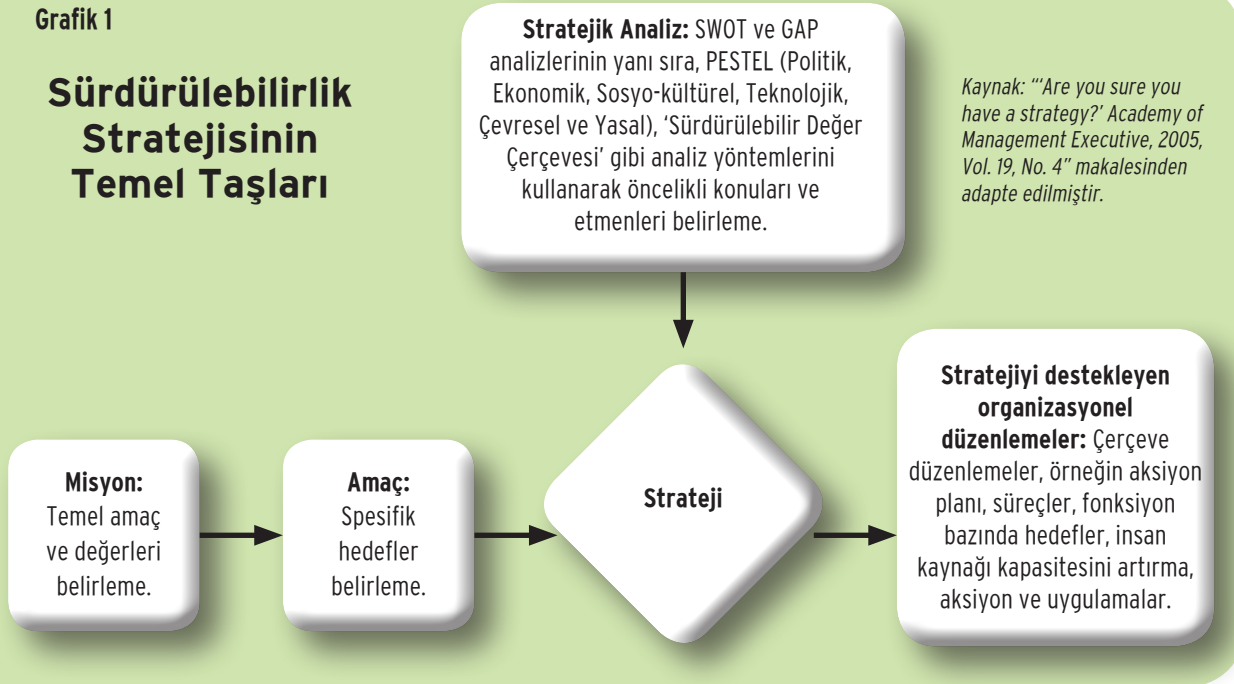 Grafik 1
Sürdürülebilirlik
Stratejisinin
Temel Taşları
Stratejik Analiz: SWOT ve GAP
analizlerinin yanı sıra, PESTEL (Politik,
Ekonomik, Sosyo-kültürel, Teknolojik,
Çevresel ve Yasal), ‘Sürdürülebilir Değer
Çerçevesi’ gibi analiz yöntemlerini
kullanarak öncelikli konuları ve
etmenleri belirleme.
Kaynak: “‘Are you sure you
have a strategy?’ Academy of
Management Executive, 2005,
Vol. 19, No. 4” makalesinden
adapte edilmiştir.
Misyon:
Temel amaç
ve değerleri
belirleme.
Amaç:
Spesifik
hedefler
belirleme.
Strateji
Stratejiyi destekleyen
organizasyonel
düzenlemeler: Çerçeve
düzenlemeler, örneğin aksiyon
planı, süreçler, fonksiyon
bazında hedefler, insan
kaynağı kapasitesini artırma,
aksiyon ve uygulamalar.